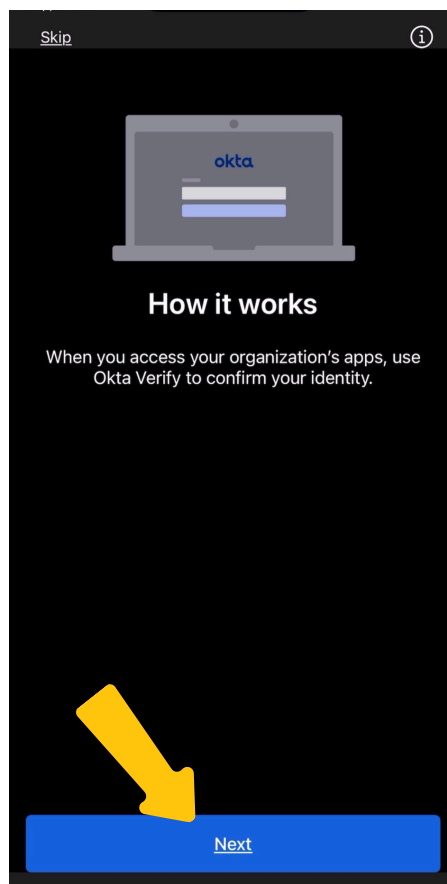 Skip
okta
How it works
When you access your organization's apps, use
Okta Verify to confirm your identity.
Next